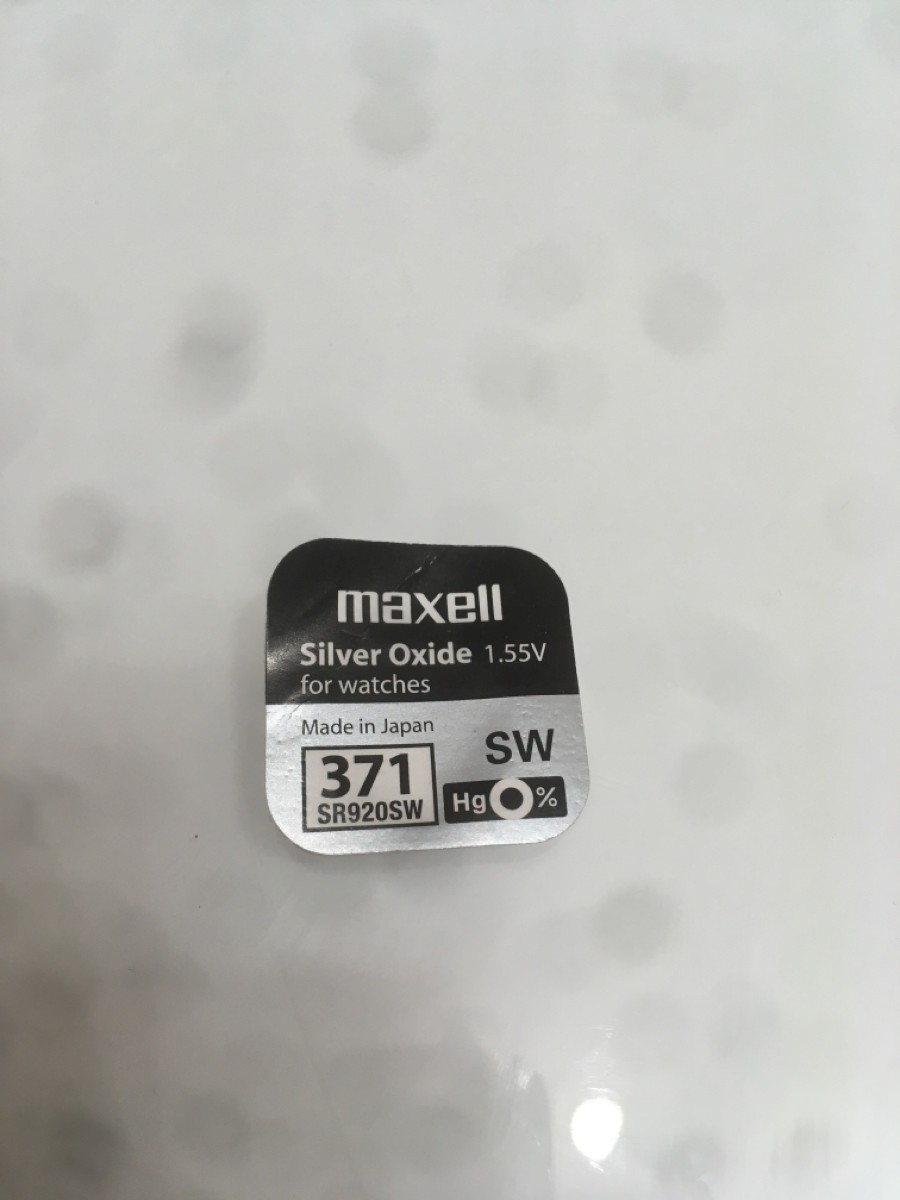 maxell
Silver Oxide 1.55V
for watches
Made in Japan
SW
371
SR920SW
Hg 0 %